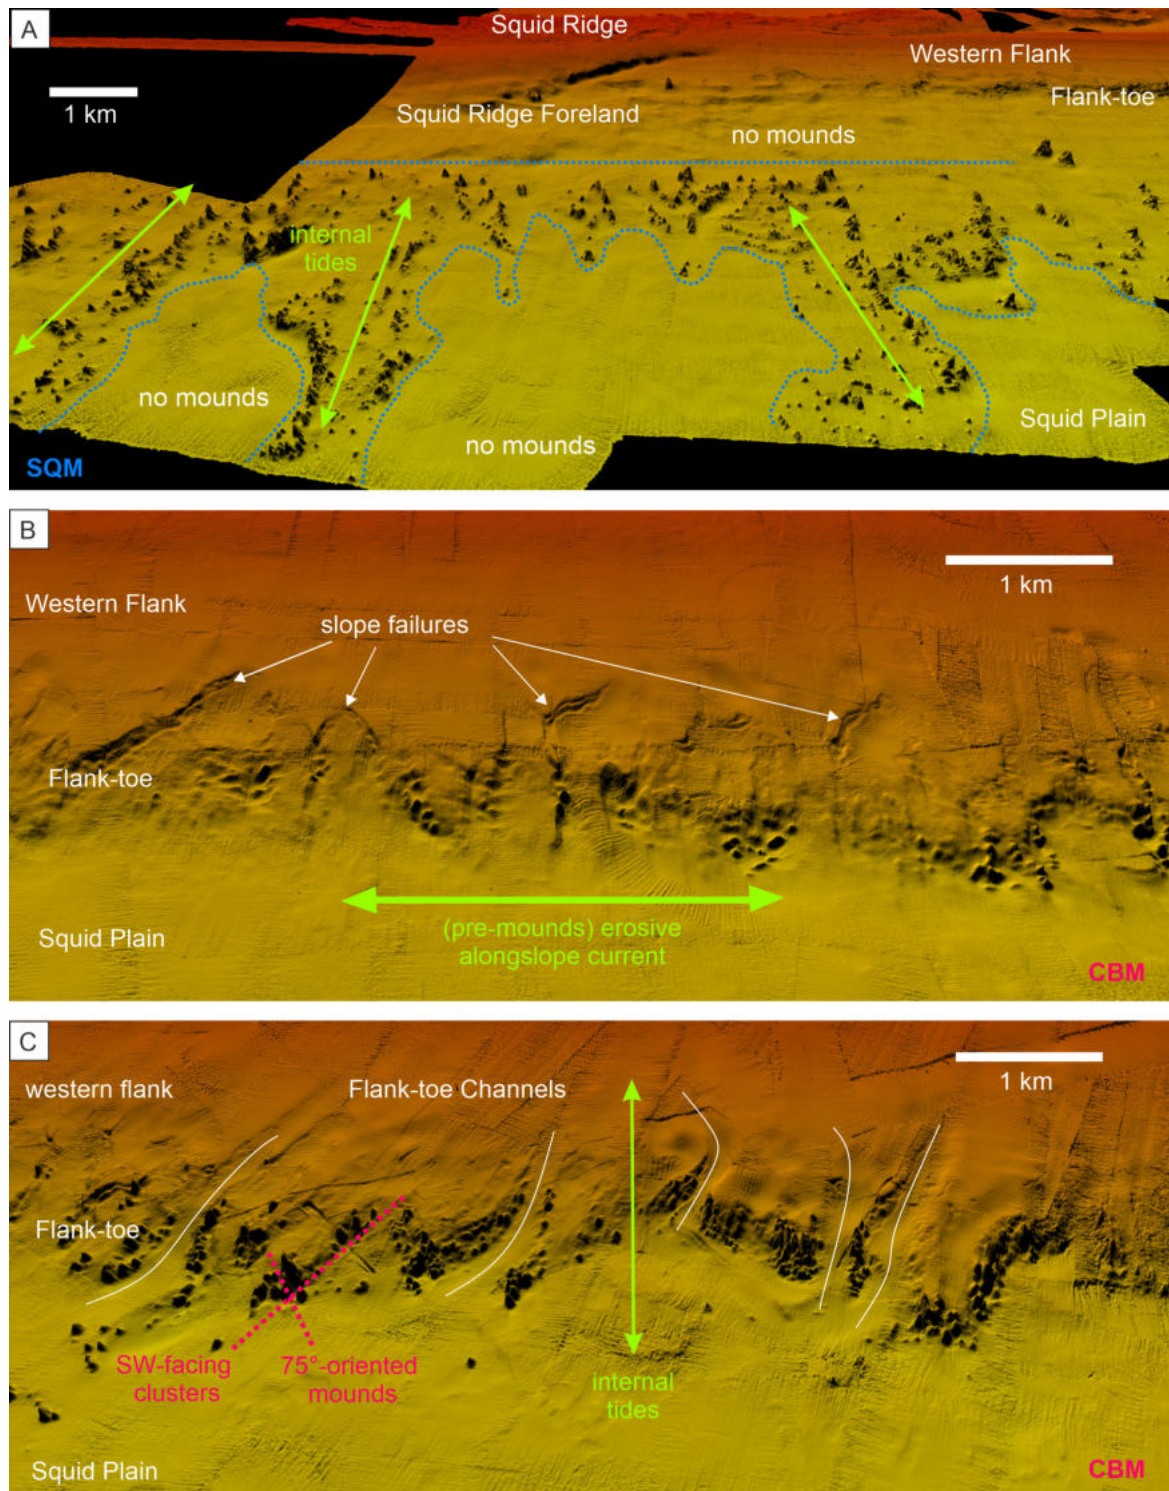 A
Squid Ridge
Western Flank
1 km
Flank-toe
Squid Ridge Foreland
no mounds
internal
tides
no mounds
Squid Plain
no mounds
SQM
B
1 km
Western Flank
slope failures
Flank-toe
(pre-mounds) erosive
alongslope current
Squid Plain
CBM
C
1 km
western flank
Flank-toe Channels
Flank-toe
SW-facing
clusters
75°-oriented
mounds
internal
tides
Squid Plain
CBM